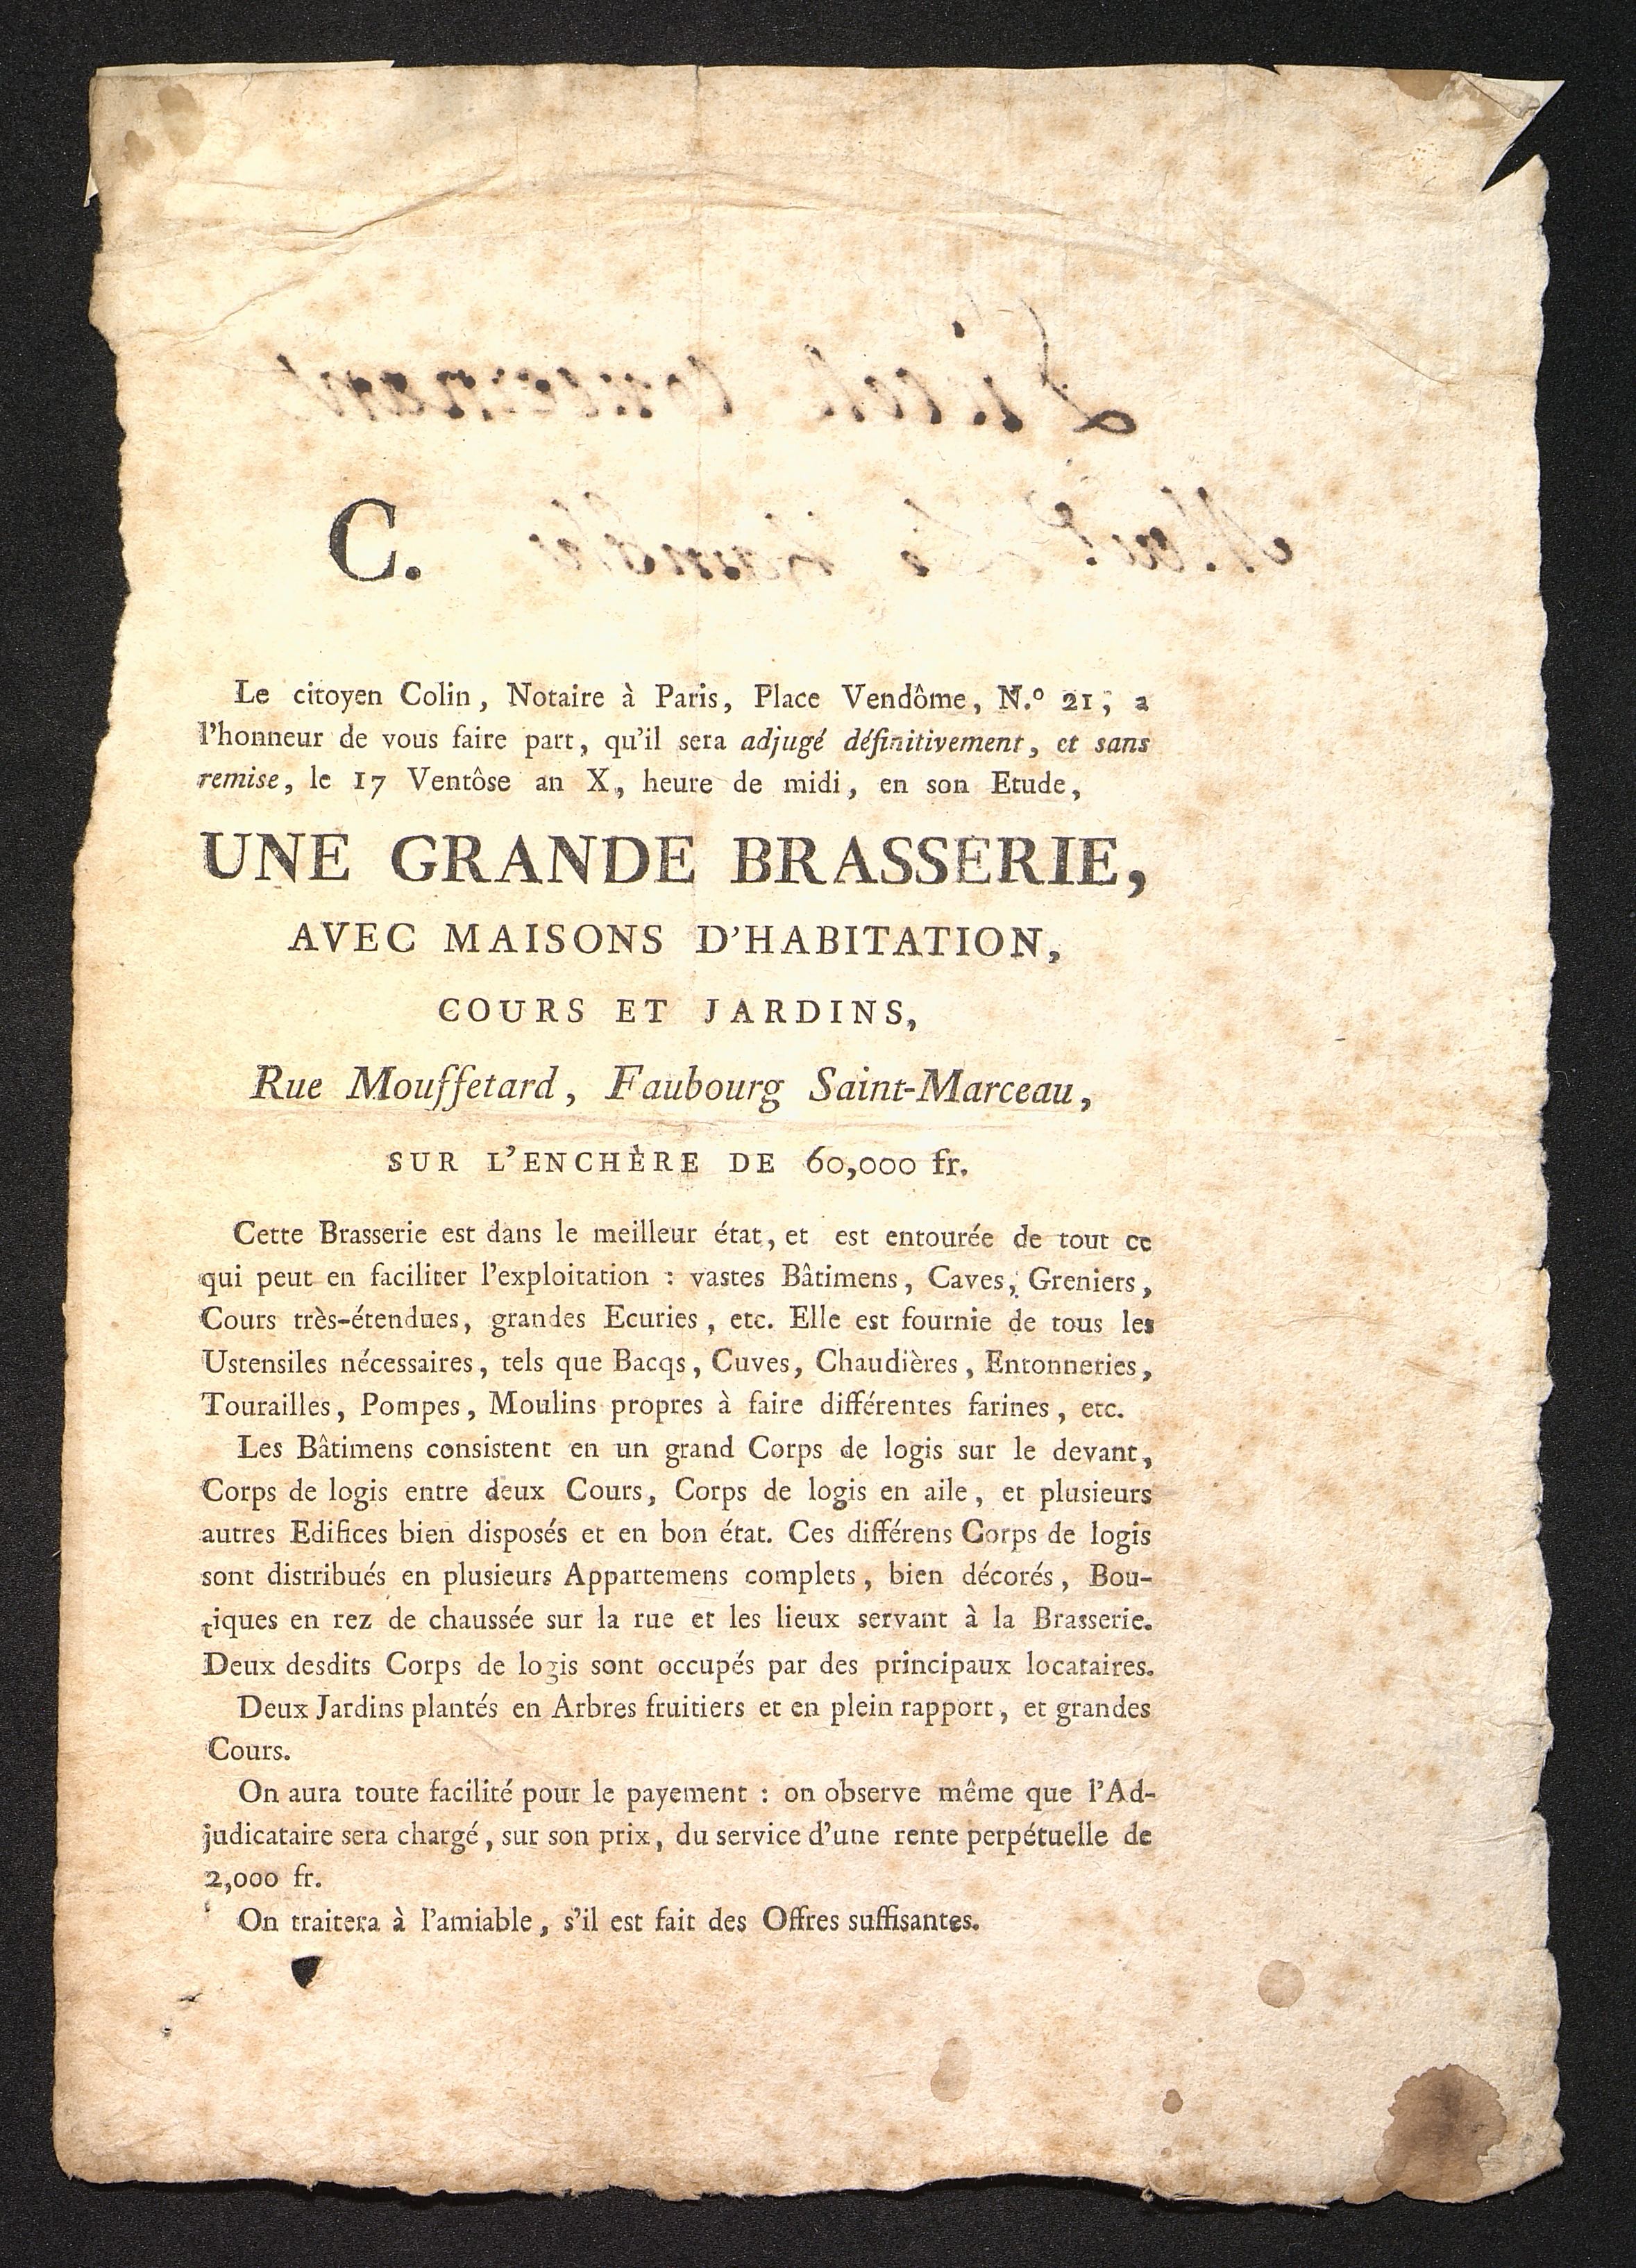 C.
Le citoyen Colin, Notaire à Paris, Place Vendôme, N.º 21; a
l'honneur de vous faire part, qu'il sera adjugé définitivement, et sans
remise, le 17 Ventôse an X, heure de midi, en son Etude,
UNE GRANDE BRASSERIE,
AVEC MAISONS D'HABITATION,
COURS ET JARDINS,
Rue Mouffetard, Faubourg Saint-Marceau,
SUR L'ENCHÈRE DE 60,000 fr.
Cette Brasserie est dans le meilleur état, et est entourée de tout ce
qui peut en faciliter l'exploitation : vastes Bâtimens, Caves, Greniers,
Cours très-étendues, grandes Ecuries, etc. Elle est fournie de tous les
Ustensiles nécessaires, tels que Bacqs, Cuves, Chaudières, Entonneries,
Tourailles, Pompes, Moulins propres à faire différentes farines, etc.
Les Bâtimens consistent en un grand Corps de logis sur le devant,
Corps de logis entre deux Cours, Corps de logis en aile, et plusieurs
autres Edifices bien disposés et en bon état. Ces différens Corps de logis
sont distribués en plusieurs Appartemens complets, bien décorés, Bou-
tiques en rez de chaussée sur la rue et les lieux servant à la Brasserie.
Deux desdits Corps de logis sont occupés par des principaux locataires.
Deux Jardins plantés en Arbres fruitiers et en plein rapport, et grandes
Cours.
On aura toute facilité pour le payement : on observe même que l'Ad-
judicataire sera chargé, sur son prix, du service d'une rente perpétuelle de
2,000 fr.
On traitera à l'amiable, s'il est fait des Offres suffisantes.